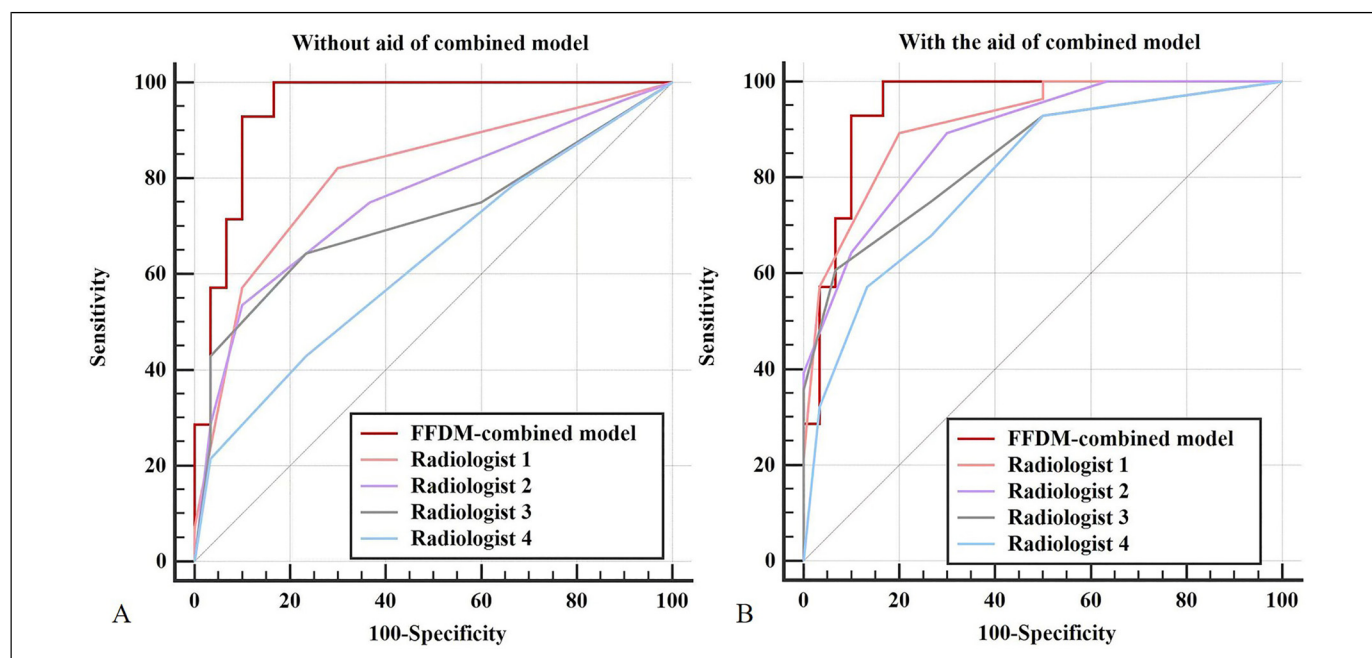 Without aid of combined model
100
80
60
40
20
0
Sensitivity
FFDM-combined model
Radiologist 1
Radiologist 2
Radiologist 3
Radiologist 4
0 20 40 60 80 100
100-Specificity
A
With the aid of combined model
100
80
60
40
20
0
Sensitivity
FFDM-combined model
Radiologist 1
Radiologist 2
Radiologist 3
Radiologist 4
0 20 40 60 80 100
100-Specificity
B